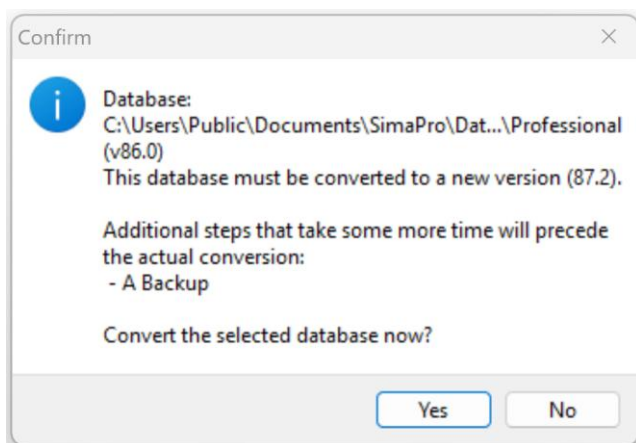 Confirm
Database:
C:\Users\Public\Documents\SimaPro\Dat...\Professional
(v86.0)
This database must be converted to a new version (87.2).
Additional steps that take some more time will precede
the actual conversion:
- A Backup
Convert the selected database now?
Yes
No